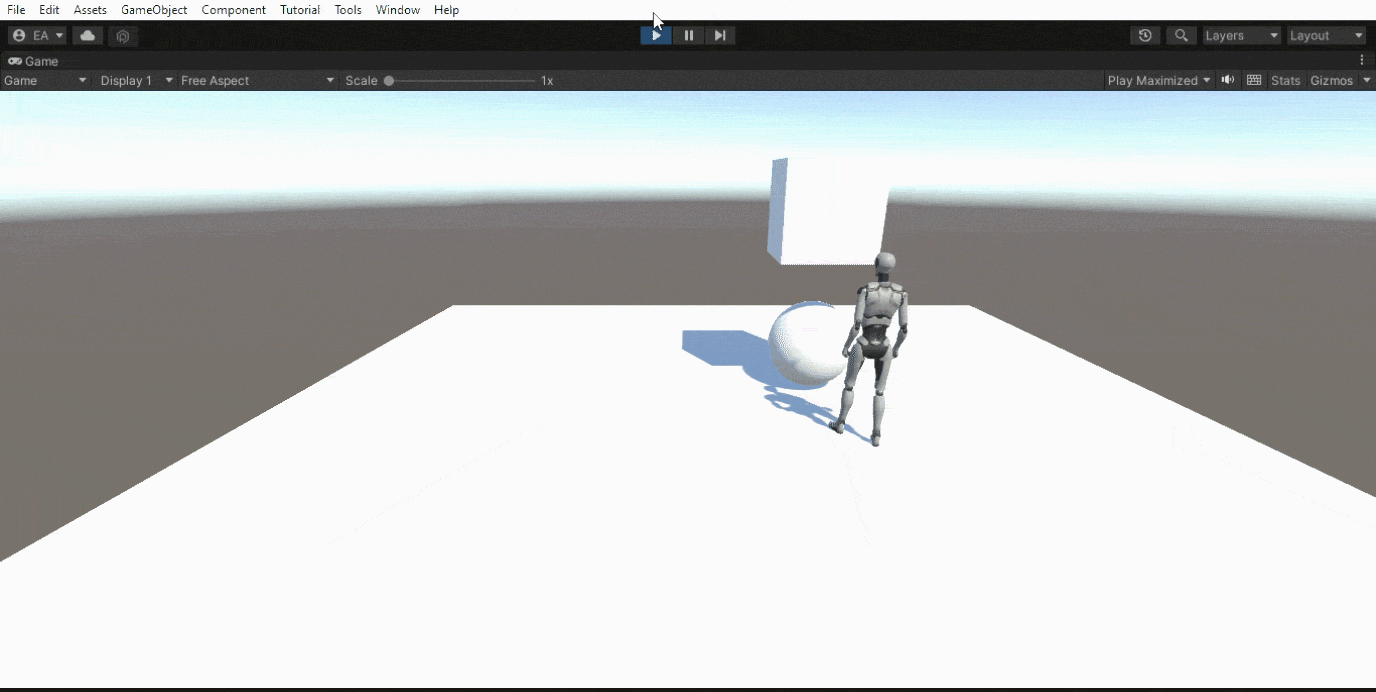 File Edit Assets GameObject Component Tutorial Tools Window Help
EA Layers Layout
Game
Game Display 1 Free Aspect Scale 1x Play Maximized Stats Gizmos